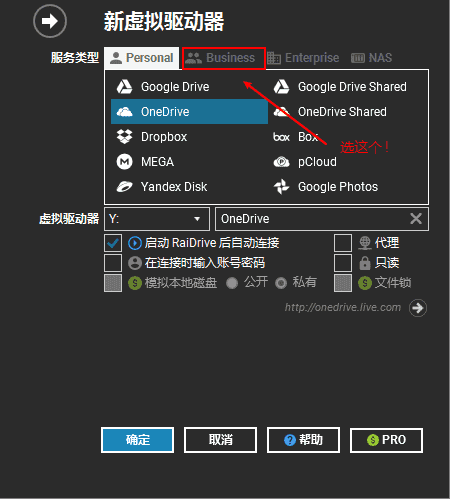 新虚拟驱动器
服务类型 Personal Business Enterprise NAS
Google Drive Google Drive Shared
OneDrive OneDrive Shared
Dropbox box Box
选这个!
MEGA pCloud
Yandex Disk Google Photos
虚拟驱动器 Y: OneDrive
启动 RaiDrive 后自动连接 代理
在连接时输入账号密码 只读
模拟本地磁盘 公开 私有 文件锁
http://onedrive.live.com
确定 取消 帮助 PRO